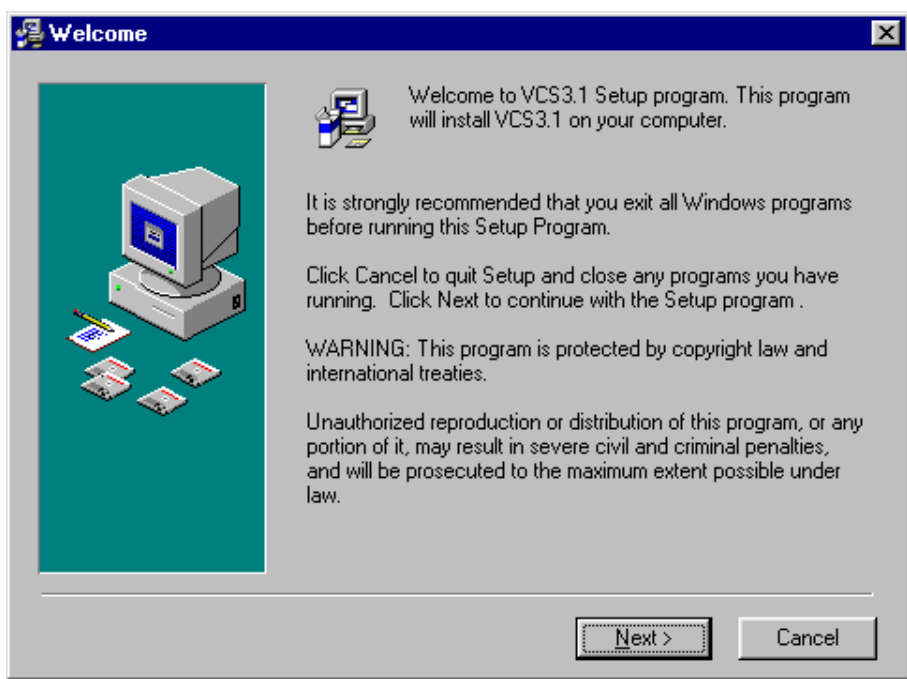 Welcome
Welcome to VCS3.1 Setup program. This program
will install VCS3.1 on your computer.
It is strongly recommended that you exit all Windows programs
before running this Setup Program.
Click Cancel to quit Setup and close any programs you have
running.  Click Next to continue with the Setup program .
WARNING: This program is protected by copyright law and
international treaties.
Unauthorized reproduction or distribution of this program, or any
portion of it, may result in severe civil and criminal penalties,
and will be prosecuted to the maximum extent possible under
law.
Next >
Cancel